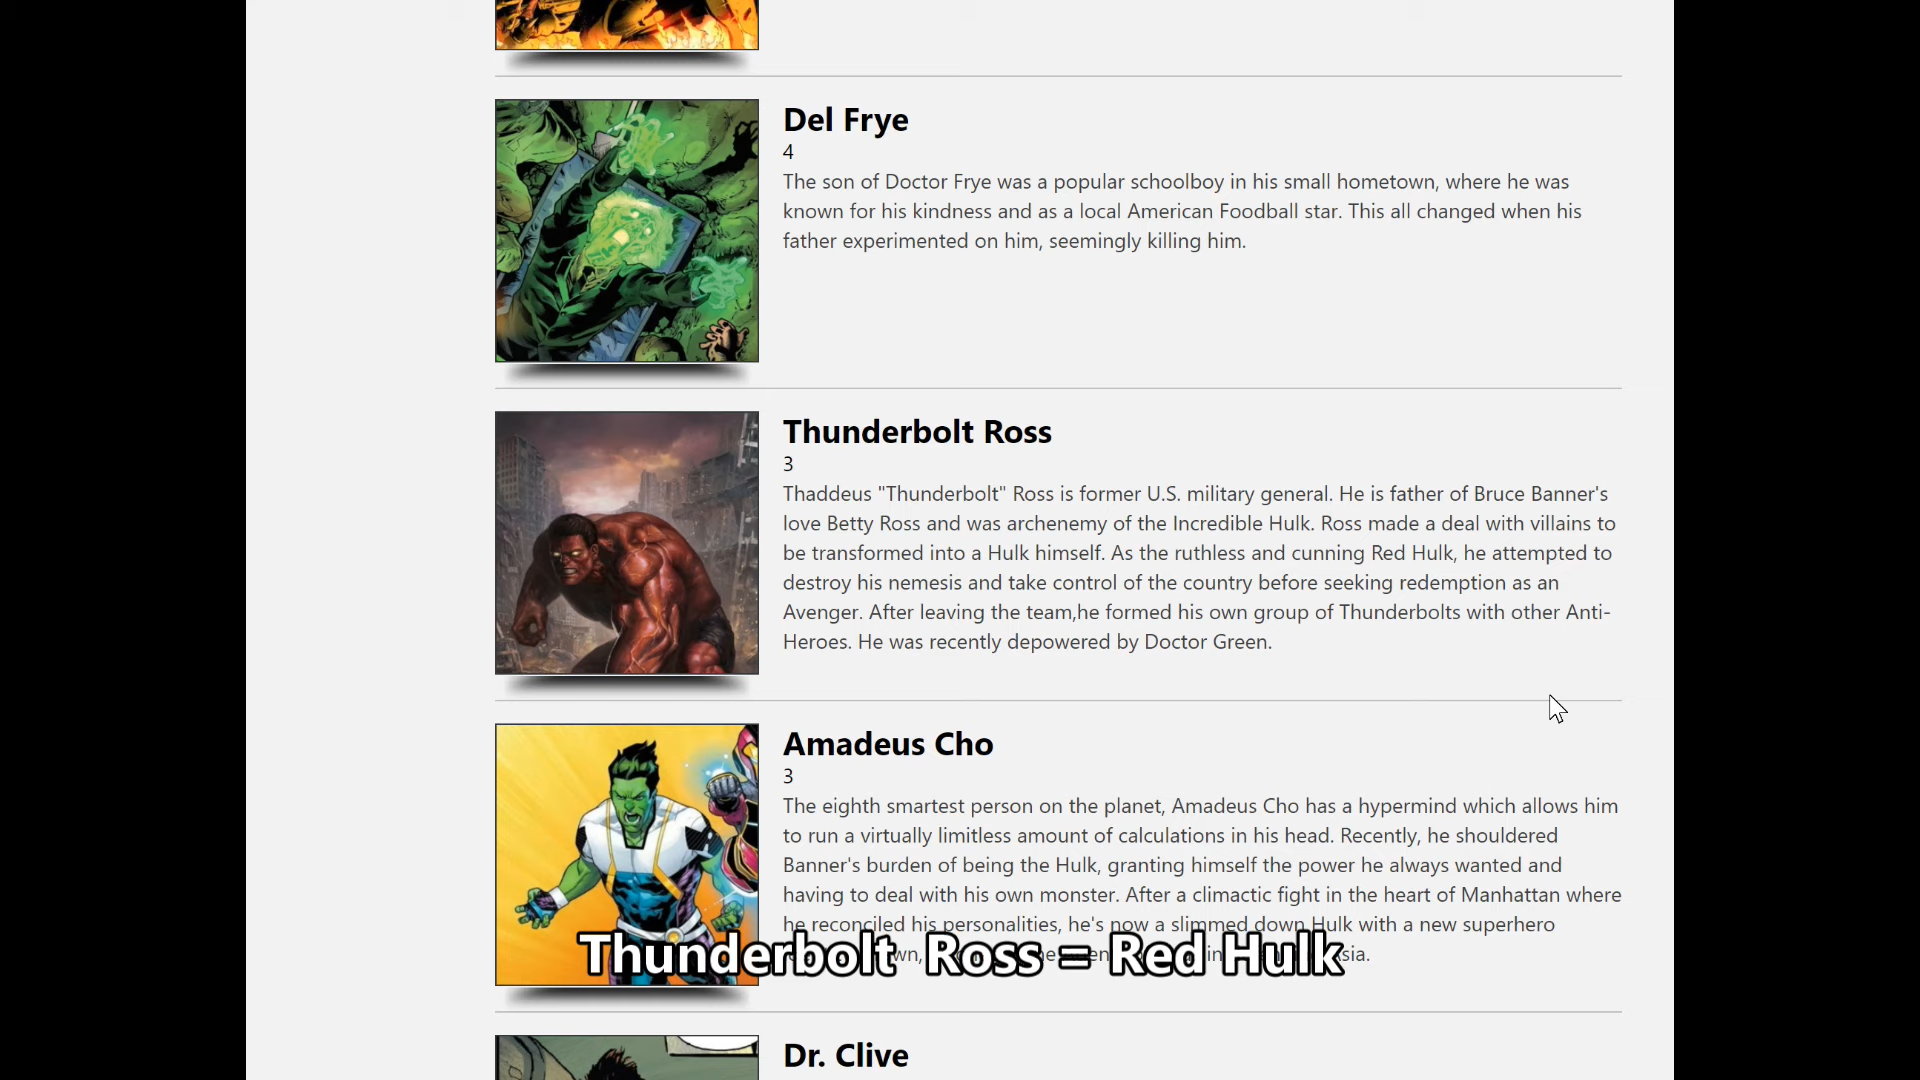 Del Frye
4
The son of Doctor Frye was a popular schoolboy in his small hometown, where he was
known for his kindness and as a local American Foodball star. This all changed when his
father experimented on him, seemingly killing him.
Thunderbolt Ross
3
Thaddeus "Thunderbolt" Ross is former U.S. military general. He is father of Bruce Banner's
love Betty Ross and was archenemy of the Incredible Hulk. Ross made a deal with villains to
be transformed into a Hulk himself. As the ruthless and cunning Red Hulk, he attempted to
destroy his nemesis and take control of the country before seeking redemption as an
Avenger. After leaving the team,he formed his own group of Thunderbolts with other Anti-
Heroes. He was recently depowered by Doctor Green.
Amadeus Cho
3
The eighth smartest person on the planet, Amadeus Cho has a hypermind which allows him
to run a virtually limitless amount of calculations in his head. Recently, he shouldered
Banner's burden of being the Hulk, granting himself the power he always wanted and
having to deal with his own monster. After a climactic fight in the heart of Manhattan where
he reconciled his personalities, he's now a slimmed down Hulk with a new superhero
Thunderbolt Ross = Red Hulk
Dr. Clive